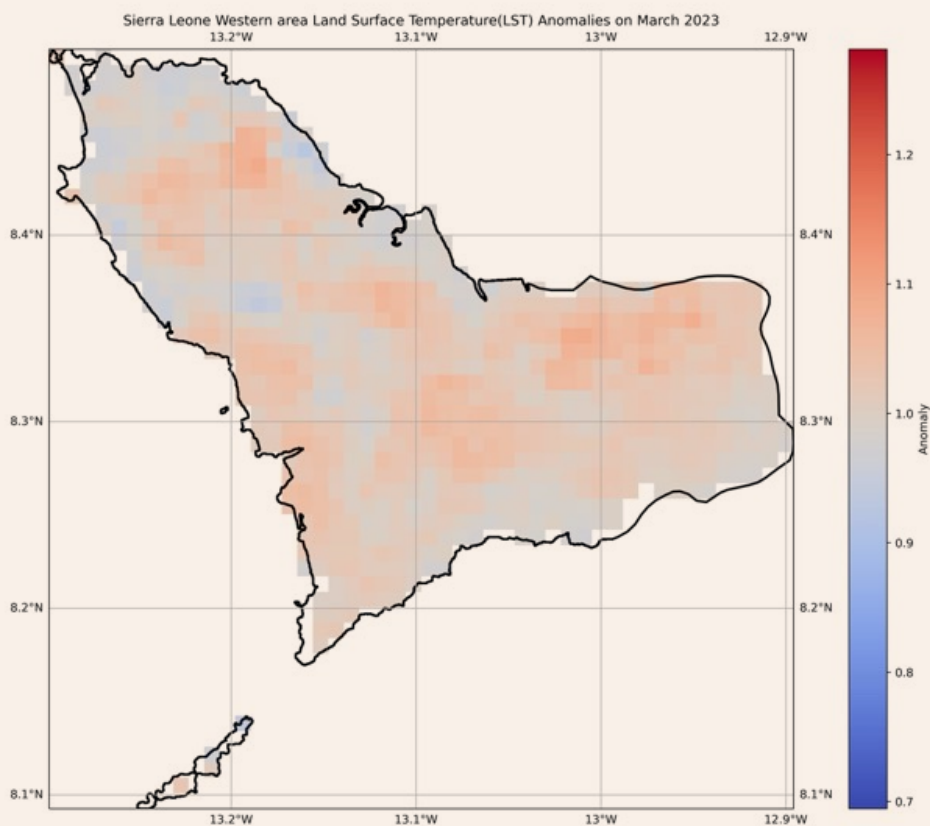 Sierra Leone Western area Land Surface Temperature(LST) Anomalies on March 2023
13.2°W 13.1°W 13°W 12.9°W
1.2
8.4°N 8.4°N
1.1
8.3°N 8.3°N
1.0
Anomaly
0.9
8.2°N 8.2°N
0.8
8.1°N 8.1°N
0.7
13.2°W 13.1°W 13°W 12.9°W